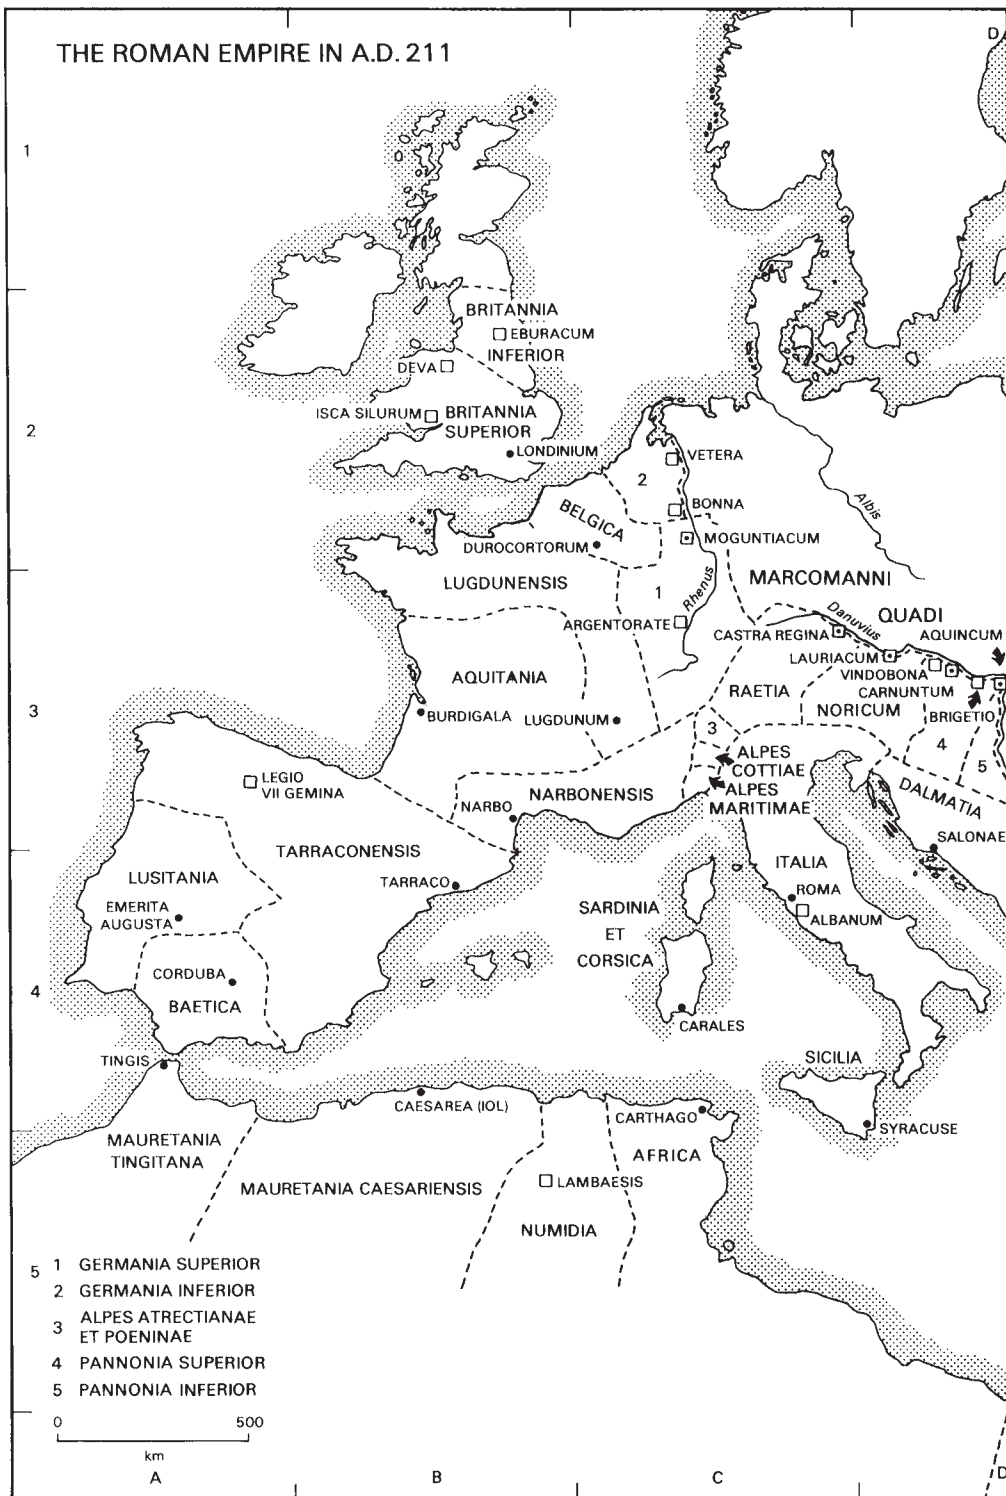 D
THE ROMAN EMPIRE IN A.D. 211
1
BRITANNIA
EBURACUM
INFERIOR
DEVA
ISCA SILURUM
BRITANNIA
SUPERIOR
2
LONDINIUM
VETERA
2
BONNA
Albis
BELGICA
MOGUNTIACUM
DUROCORTORUM
LUGDUNENSIS
MARCOMANNI
1
Rhenus
Danuvius
QUADI
ARGENTORATE
CASTRA REGINA
AQUINCUM
LAURIACUM
AQUITANIA
VINDOBONA
RAETIA
CARNUNTUM
3
NORICUM
BURDIGALA
LUGDUNUM
BRIGETIO
3
4
ALPES
COTTIAE
5
LEGIO
VII GEMINA
ALPES
MARITIMAE
DALMATIA
NARBO
NARBONENSIS
SALONAE
TARRACONENSIS
ITALIA
LUSITANIA
TARRACO
ROMA
EMERITA
AUGUSTA
SARDINIA
ET
CORSICA
ALBANUM
CORDUBA
4
BAETICA
CARALES
TINGIS
SICILIA
CAESAREA (IOL)
CARTHAGO
SYRACUSE
MAURETANIA
TINGITANA
AFRICA
MAURETANIA CAESARIENSIS
LAMBAESIS
NUMIDIA
5
1 GERMANIA SUPERIOR
2 GERMANIA INFERIOR
3 ALPES ATRECTIANAE
ET POENINAE
4 PANNONIA SUPERIOR
5 PANNONIA INFERIOR
0 500
km
A B C D